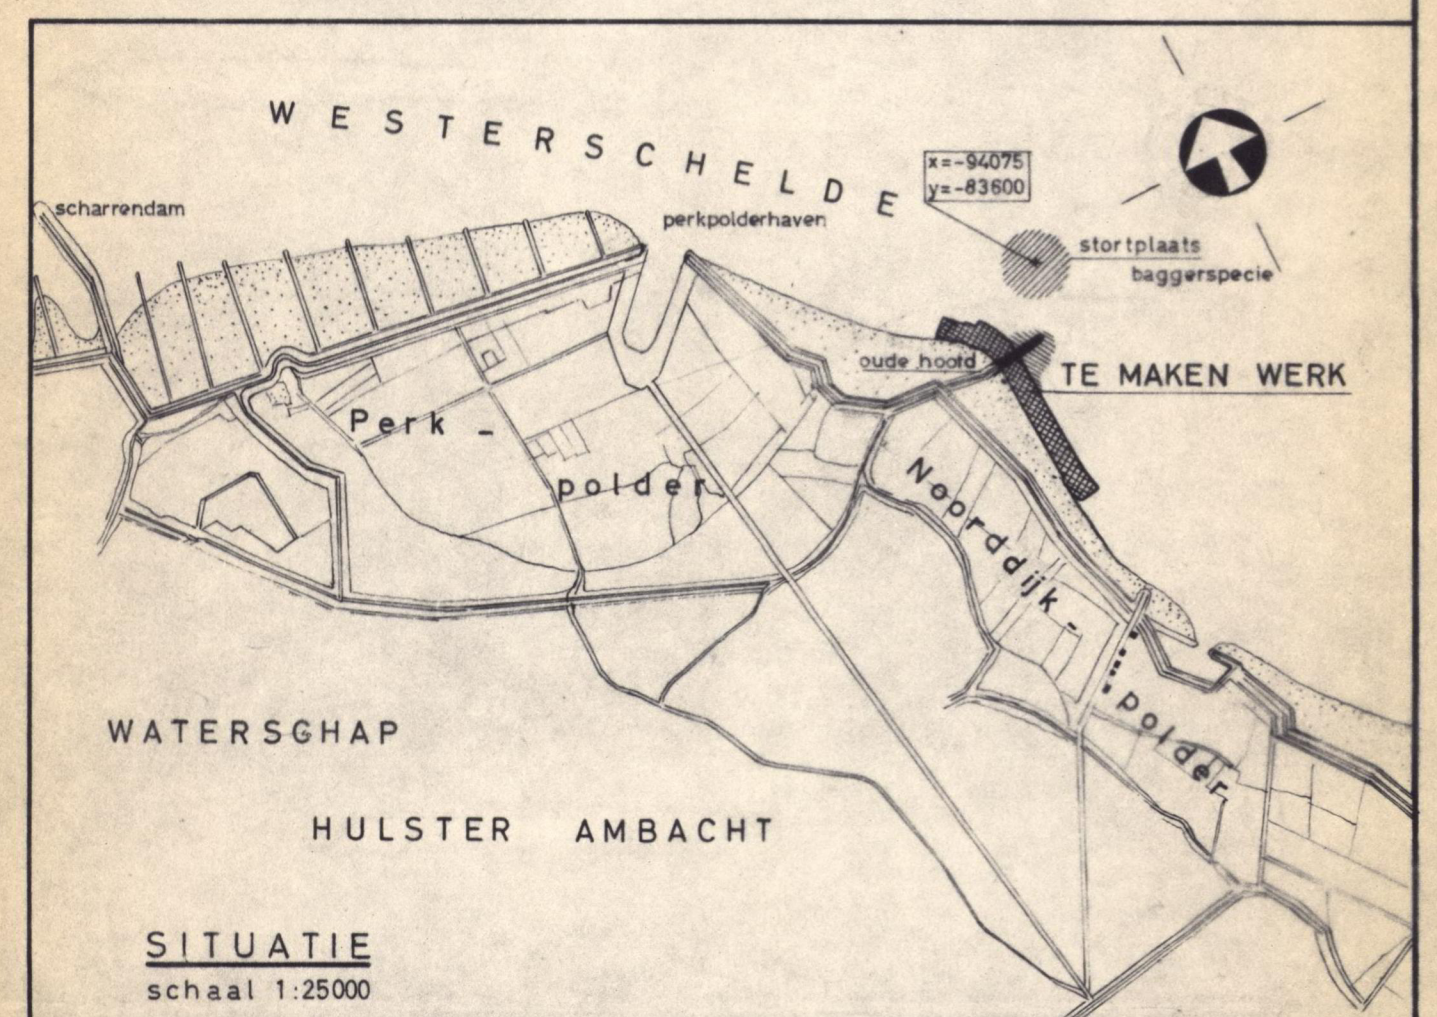 WESTERSCHELDE
x=-94075
y=-83600
scharrendam
perkpolderhaven
stortplaats
baggerspecie
oude hoofd
TE MAKEN WERK
Perk -
polder
Noorddijk -
polder
WATERSCHAP
HULSTER AMBACHT
SITUATIE
schaal 1:25000